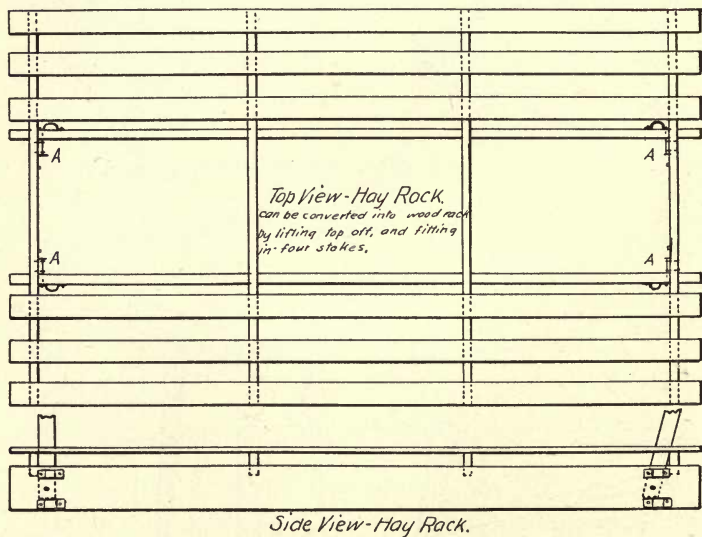 A
A
Top View-Hay Rack.
can be converted into wood rack
by lifting top off, and fitting
in-four stakes.
A
A
Side View-Hay Rack.